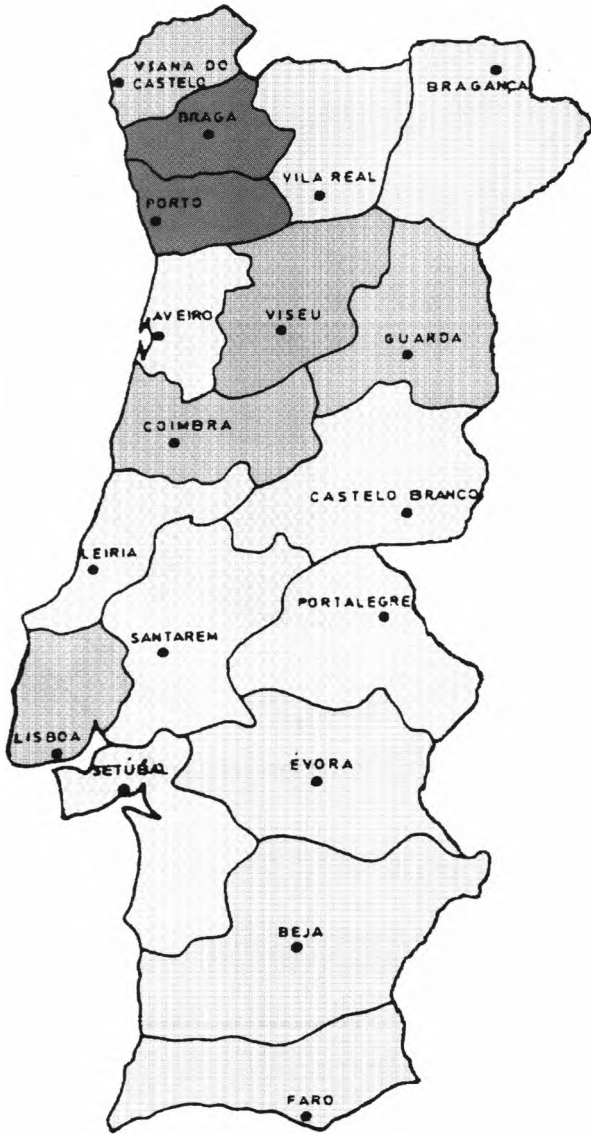 VIANA DO
CASTELO
BRAGANÇA
BRAGA
VILA REAL
PORTO
AVEIRO
VISEU
GUARDA
COIMBRA
CASTELO BRANCO
LEIRIA
PORTALEGRE
SANTAREM
LISBOA
SETÚBAL
ÉVORA
BEJA
FARO